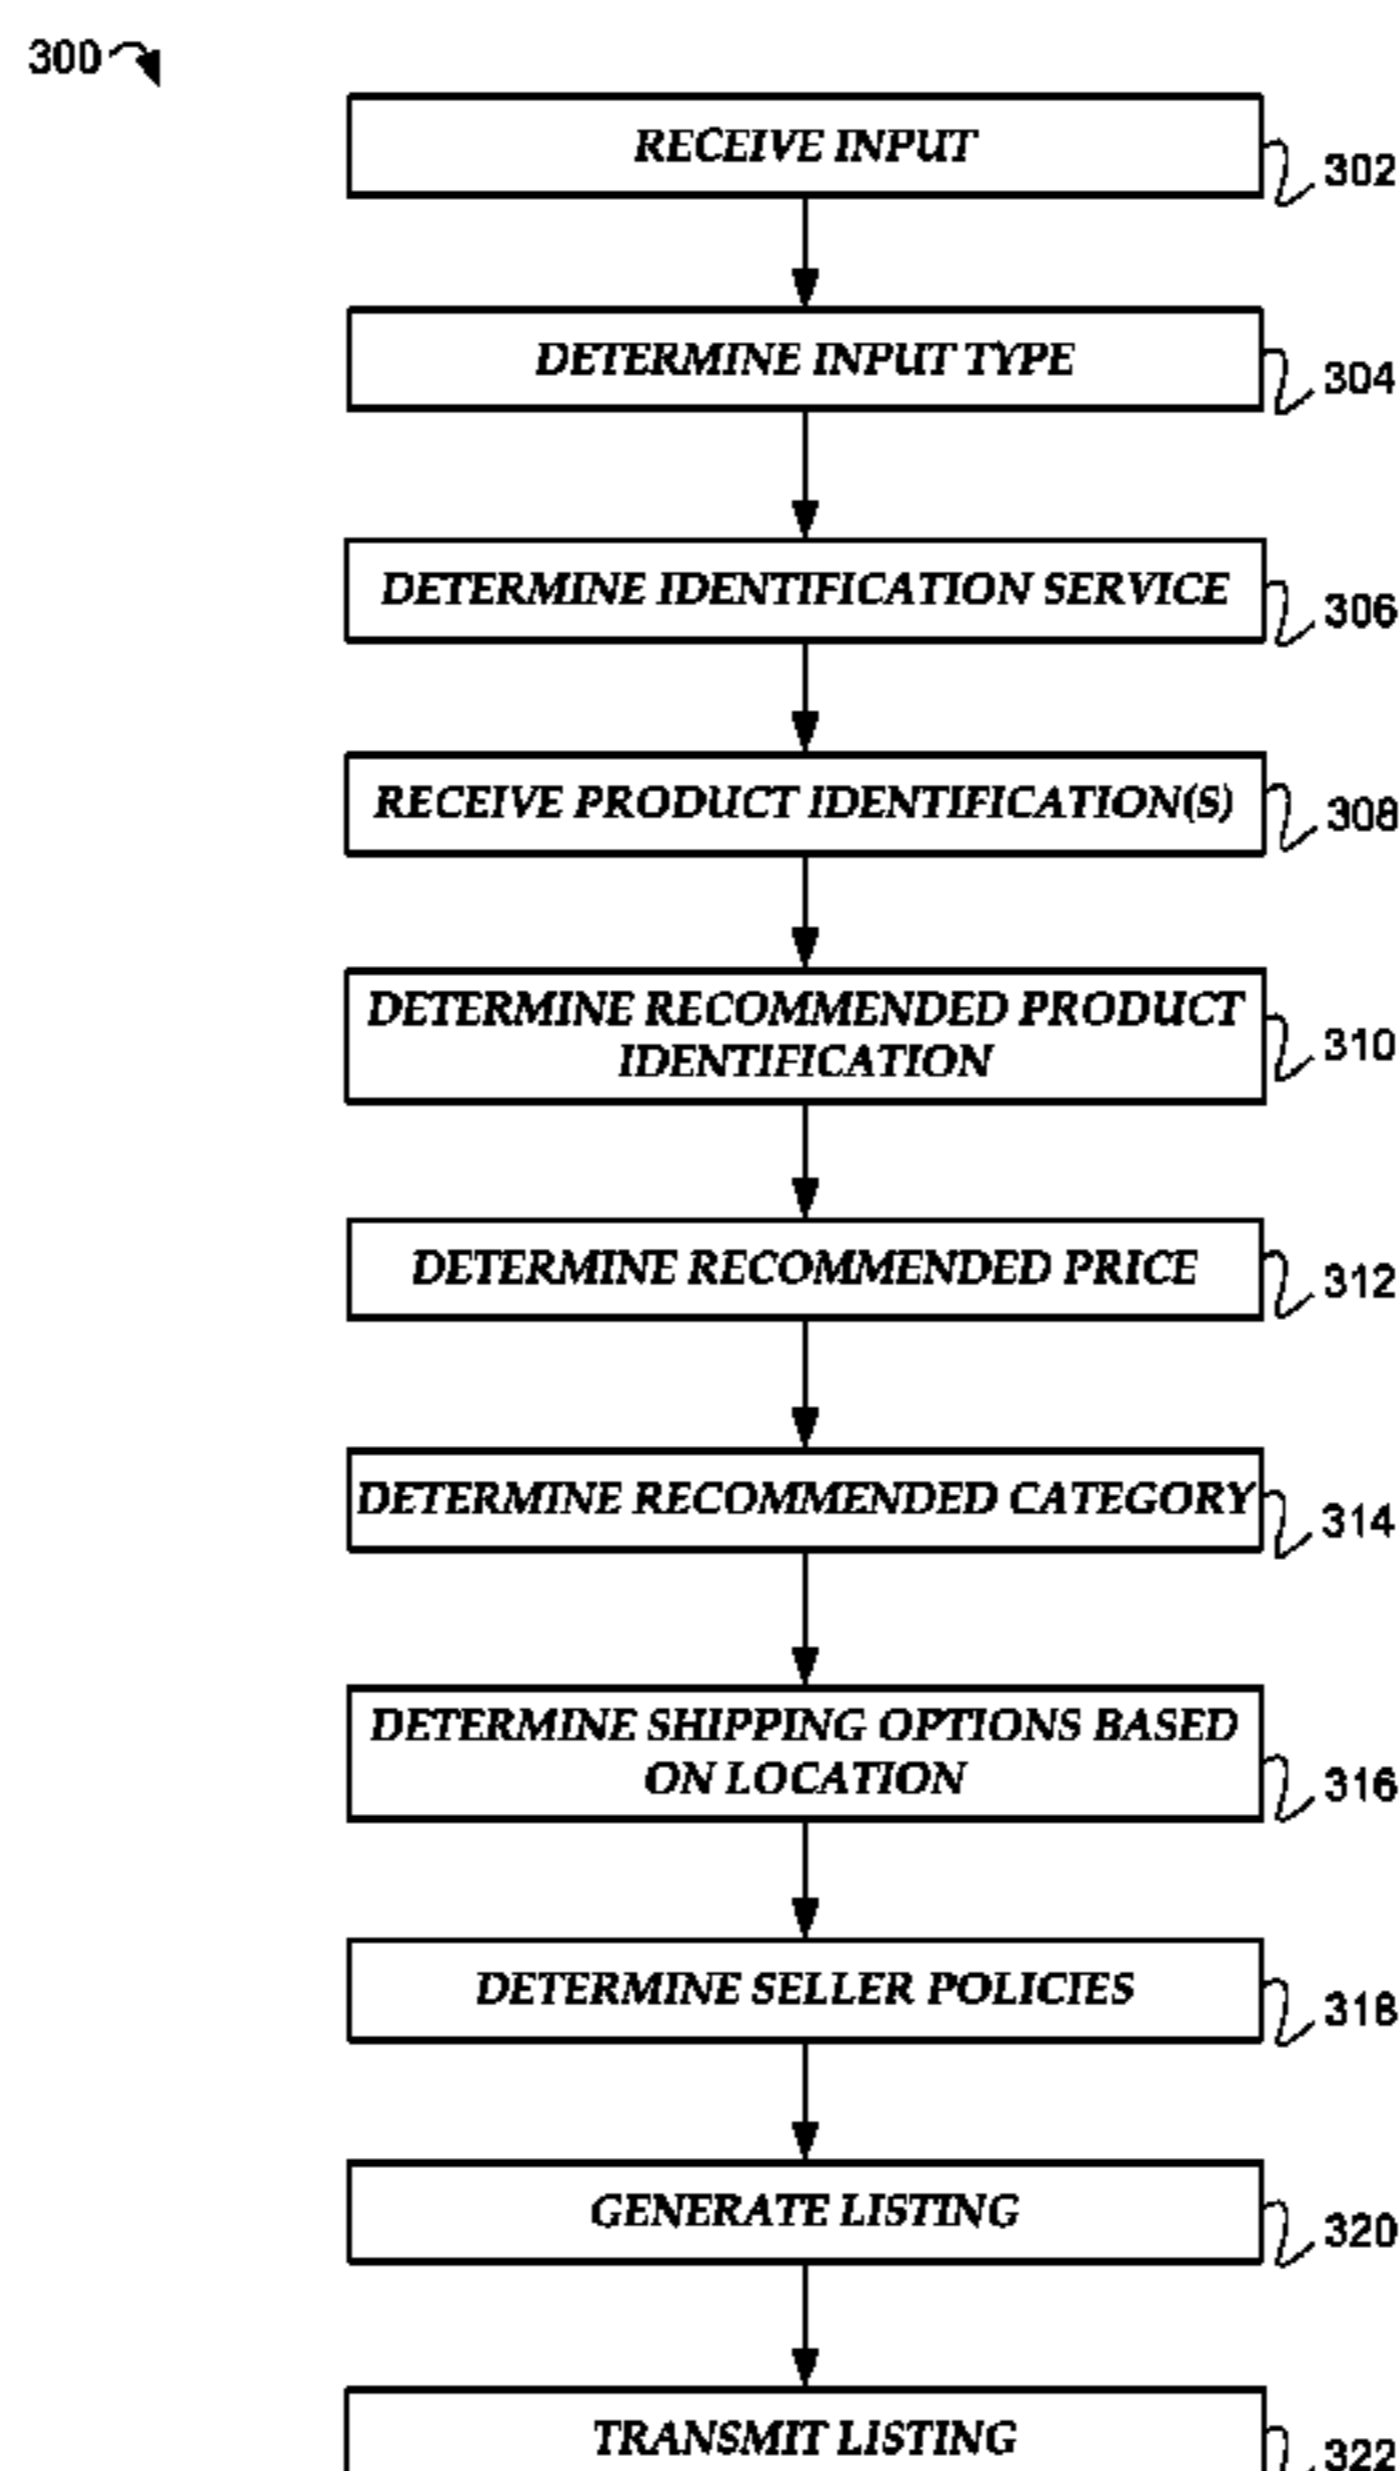 300
RECEIVE INPUT
302
DETERMINE INPUT TYPE
304
DETERMINE IDENTIFICATION SERVICE
306
RECEIVE PRODUCT IDENTIFICATION(S)
308
DETERMINE RECOMMENDED PRODUCT
IDENTIFICATION
310
DETERMINE RECOMMENDED PRICE
312
DETERMINE RECOMMENDED CATEGORY
314
DETERMINE SHIPPING OPTIONS BASED
ON LOCATION
316
DETERMINE SELLER POLICIES
318
GENERATE LISTING
320
TRANSMIT LISTING
322